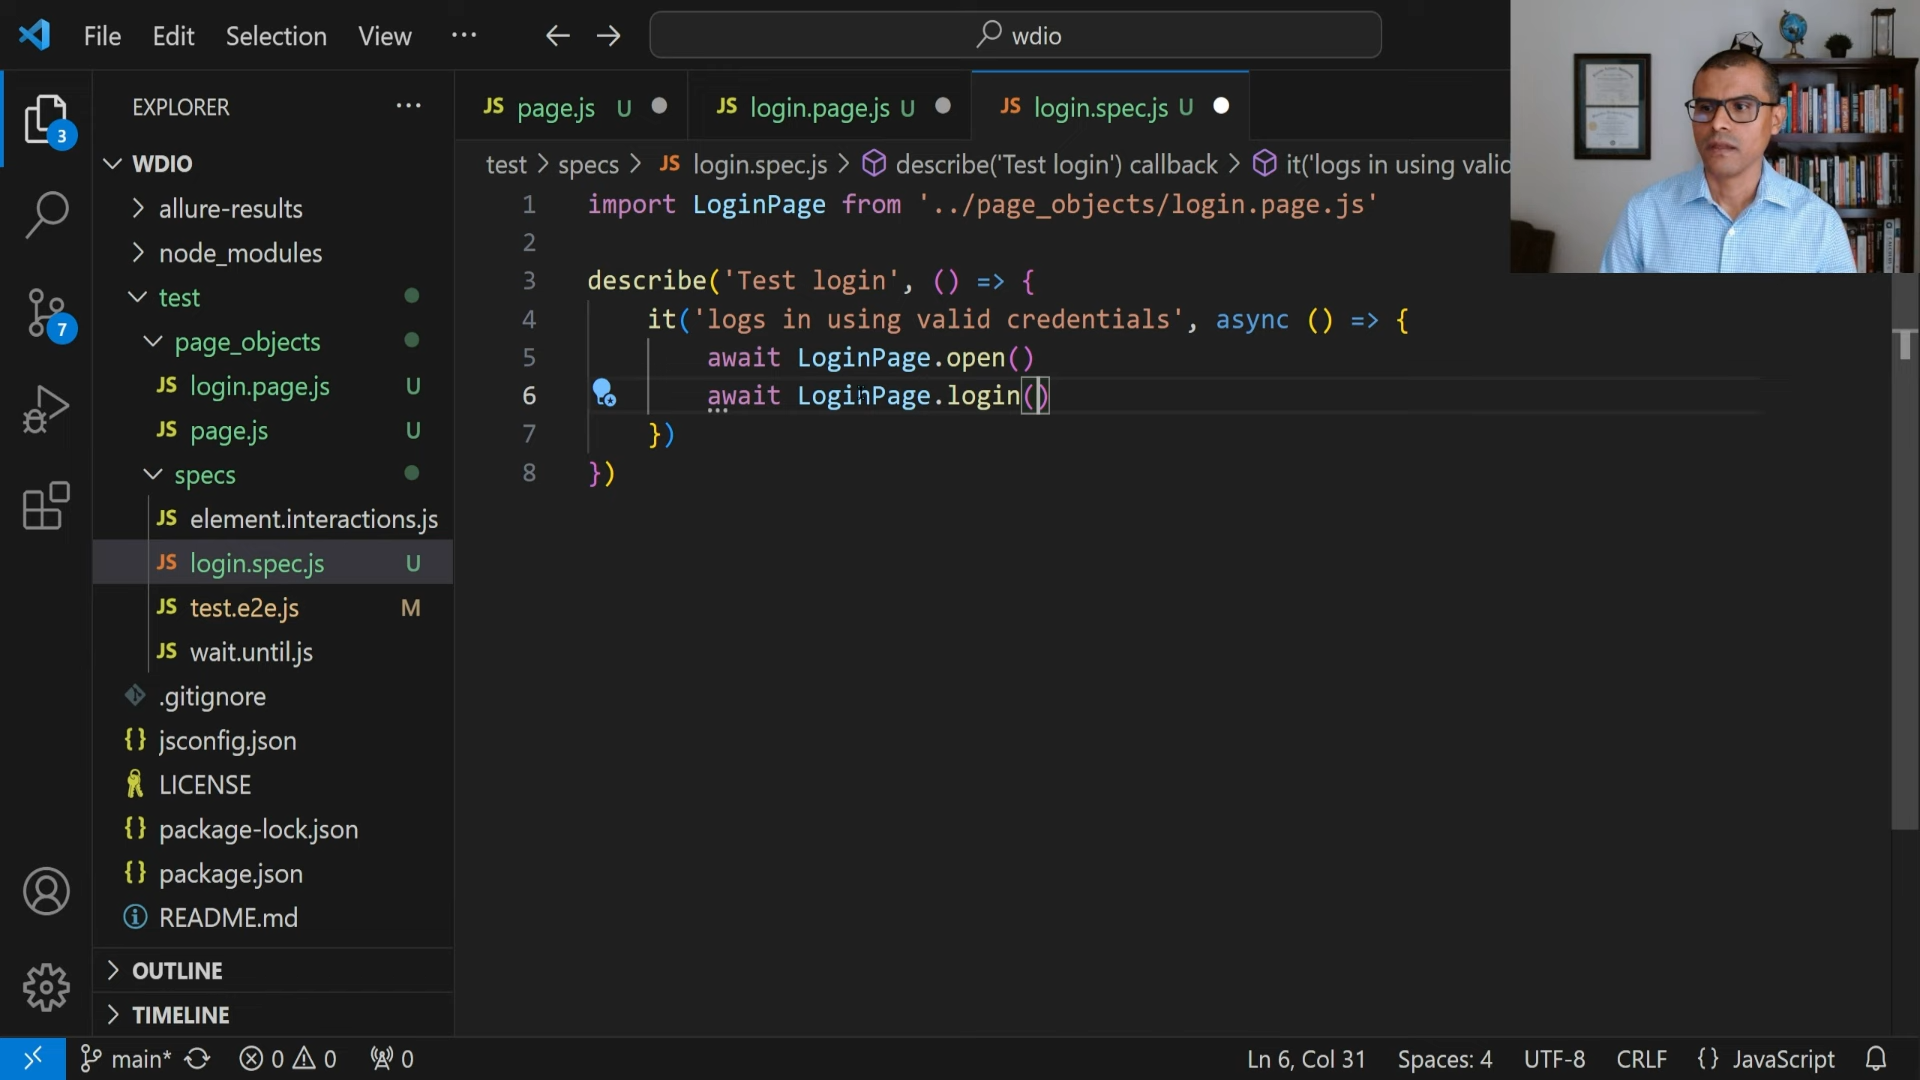 File Edit Selection View ···
wdio
EXPLORER ···
3
7
WDIO
allure-results
node_modules
test
page_objects
JS login.page.js U
JS page.js U
specs
JS element.interactions.js
JS login.spec.js U
JS test.e2e.js M
JS wait.until.js
.gitignore
{} jsconfig.json
LICENSE
{} package-lock.json
{} package.json
README.md
OUTLINE
TIMELINE
JS page.js U
JS login.page.js U
JS login.spec.js U
test > specs > JS login.spec.js > describe('Test login') callback > it('logs in using valid
1 import LoginPage from '../page_objects/login.page.js'
2
3 describe('Test login', () => {
4 it('logs in using valid credentials', async () => {
5 await LoginPage.open()
6 await LoginPage.login()
7 })
8 })
main* 0 0 0
Ln 6, Col 31 Spaces: 4 UTF-8 CRLF {} JavaScript